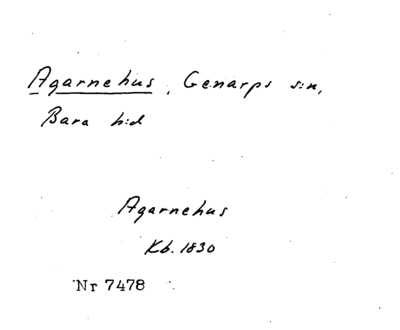 Agarnehus, Genarps s:n,
Bara h:d
Agarnehus
Kb. 1830
Nr 7478